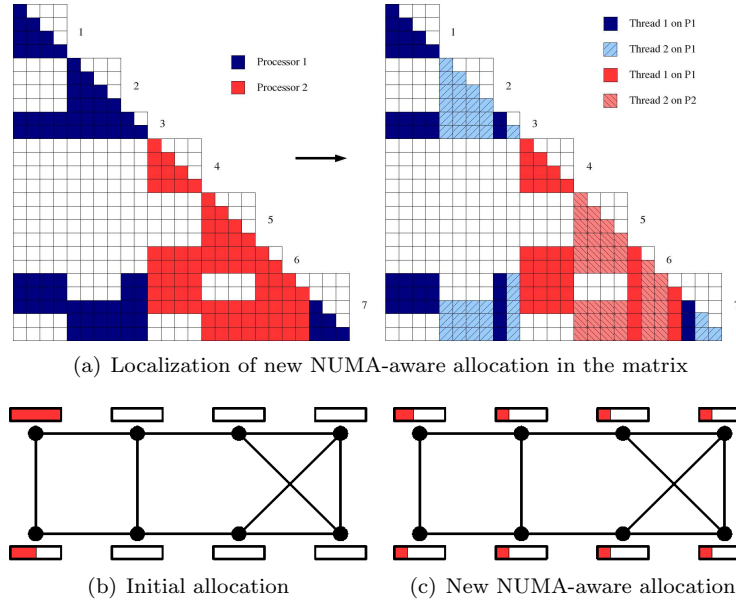 1
2
3
4
5
6
7
Processor 1
Processor 2
1
2
3
4
5
6
7
Thread 1 on P1
Thread 2 on P1
Thread 1 on P1
Thread 2 on P2
(a) Localization of new NUMA-aware allocation in the matrix
(b) Initial allocation
(c) New NUMA-aware allocation